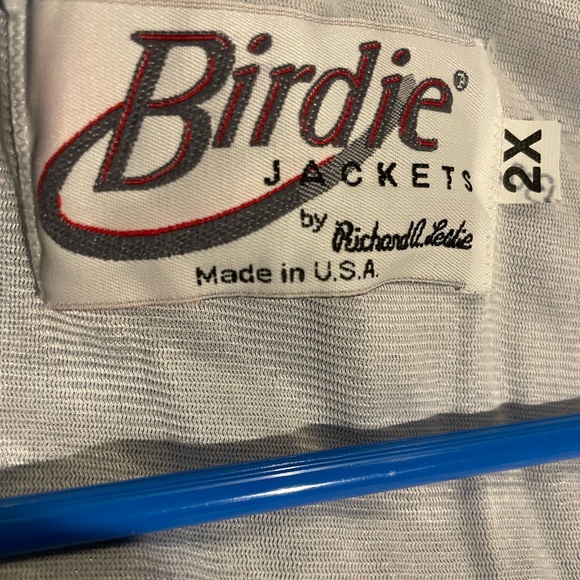 Birdie®
JACKETS
by Richard A. Leslie
Made in U.S.A.
2X